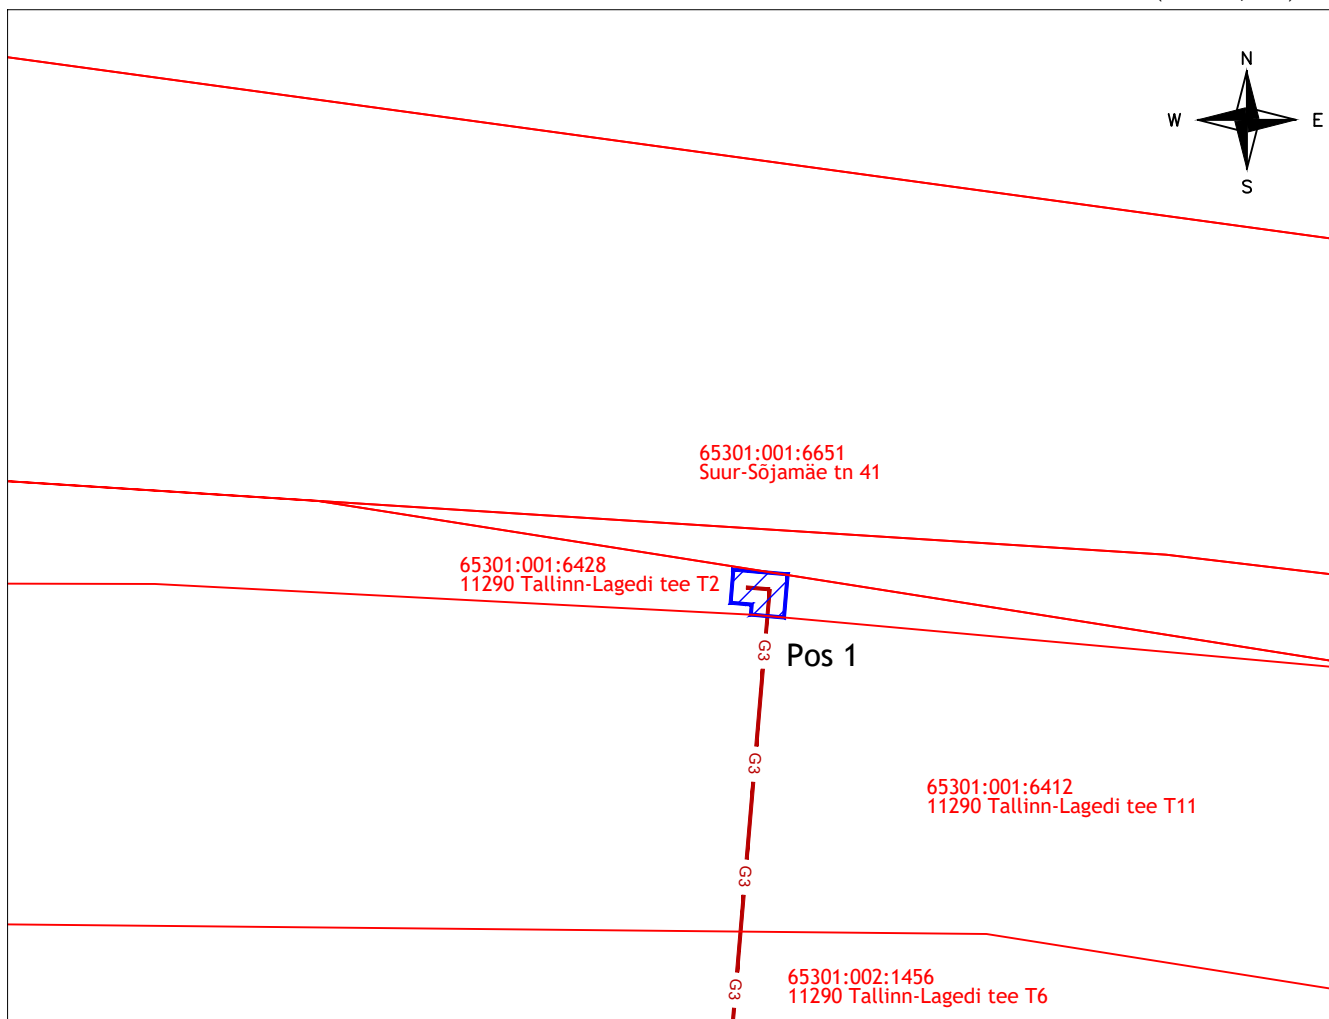 N
W E
S
65301:001:6651
Suur-Sõjamäe tn 41
65301:001:6428
11290 Tallinn-Lagedi tee T2
G3
Pos 1
G3
65301:001:6412
11290 Tallinn-Lagedi tee T11
G3
65301:002:1456
11290 Tallinn-Lagedi tee T6
G3